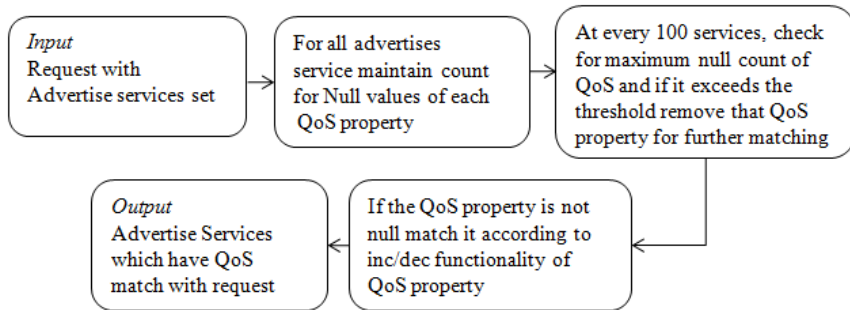 Input
Request with
Advertise services set
For all advertises
service maintain count
for Null values of each
QoS property
At every 100 services, check
for maximum null count of
QoS and if it exceeds the
threshold remove that QoS
property for further matching
If the QoS property is not
null match it according to
inc/dec functionality of
QoS property
Output
Advertise Services
which have QoS
match with request